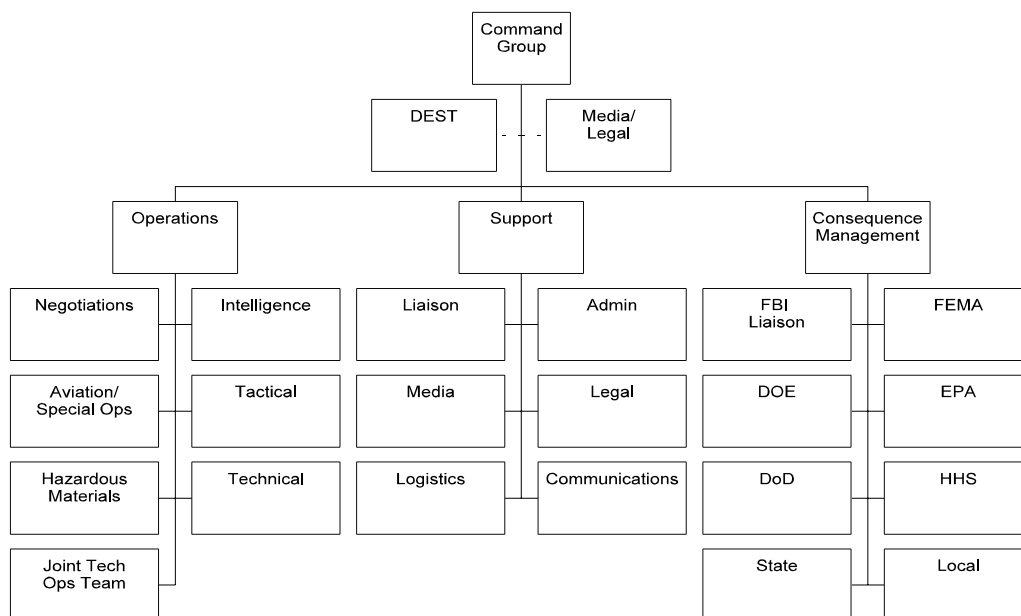 Command
Group
DEST
Media/
Legal
Operations
Support
Consequence
Management
Negotiations
Intelligence
Liaison
Admin
FBI
Liaison
FEMA
Aviation/
Special Ops
Tactical
Media
Legal
DOE
EPA
Hazardous
Materials
Technical
Logistics
Communications
DoD
HHS
Joint Tech
Ops Team
State
Local